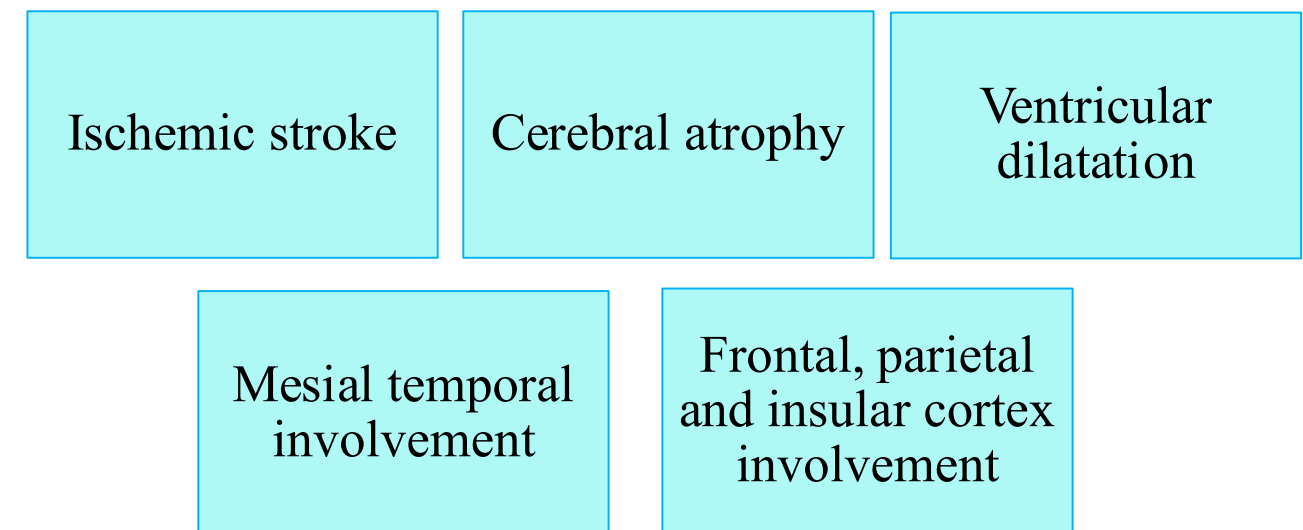 Ischemic stroke
Cerebral atrophy
Ventricular
dilatation
Mesial temporal
involvement
Frontal, parietal
and insular cortex
involvement